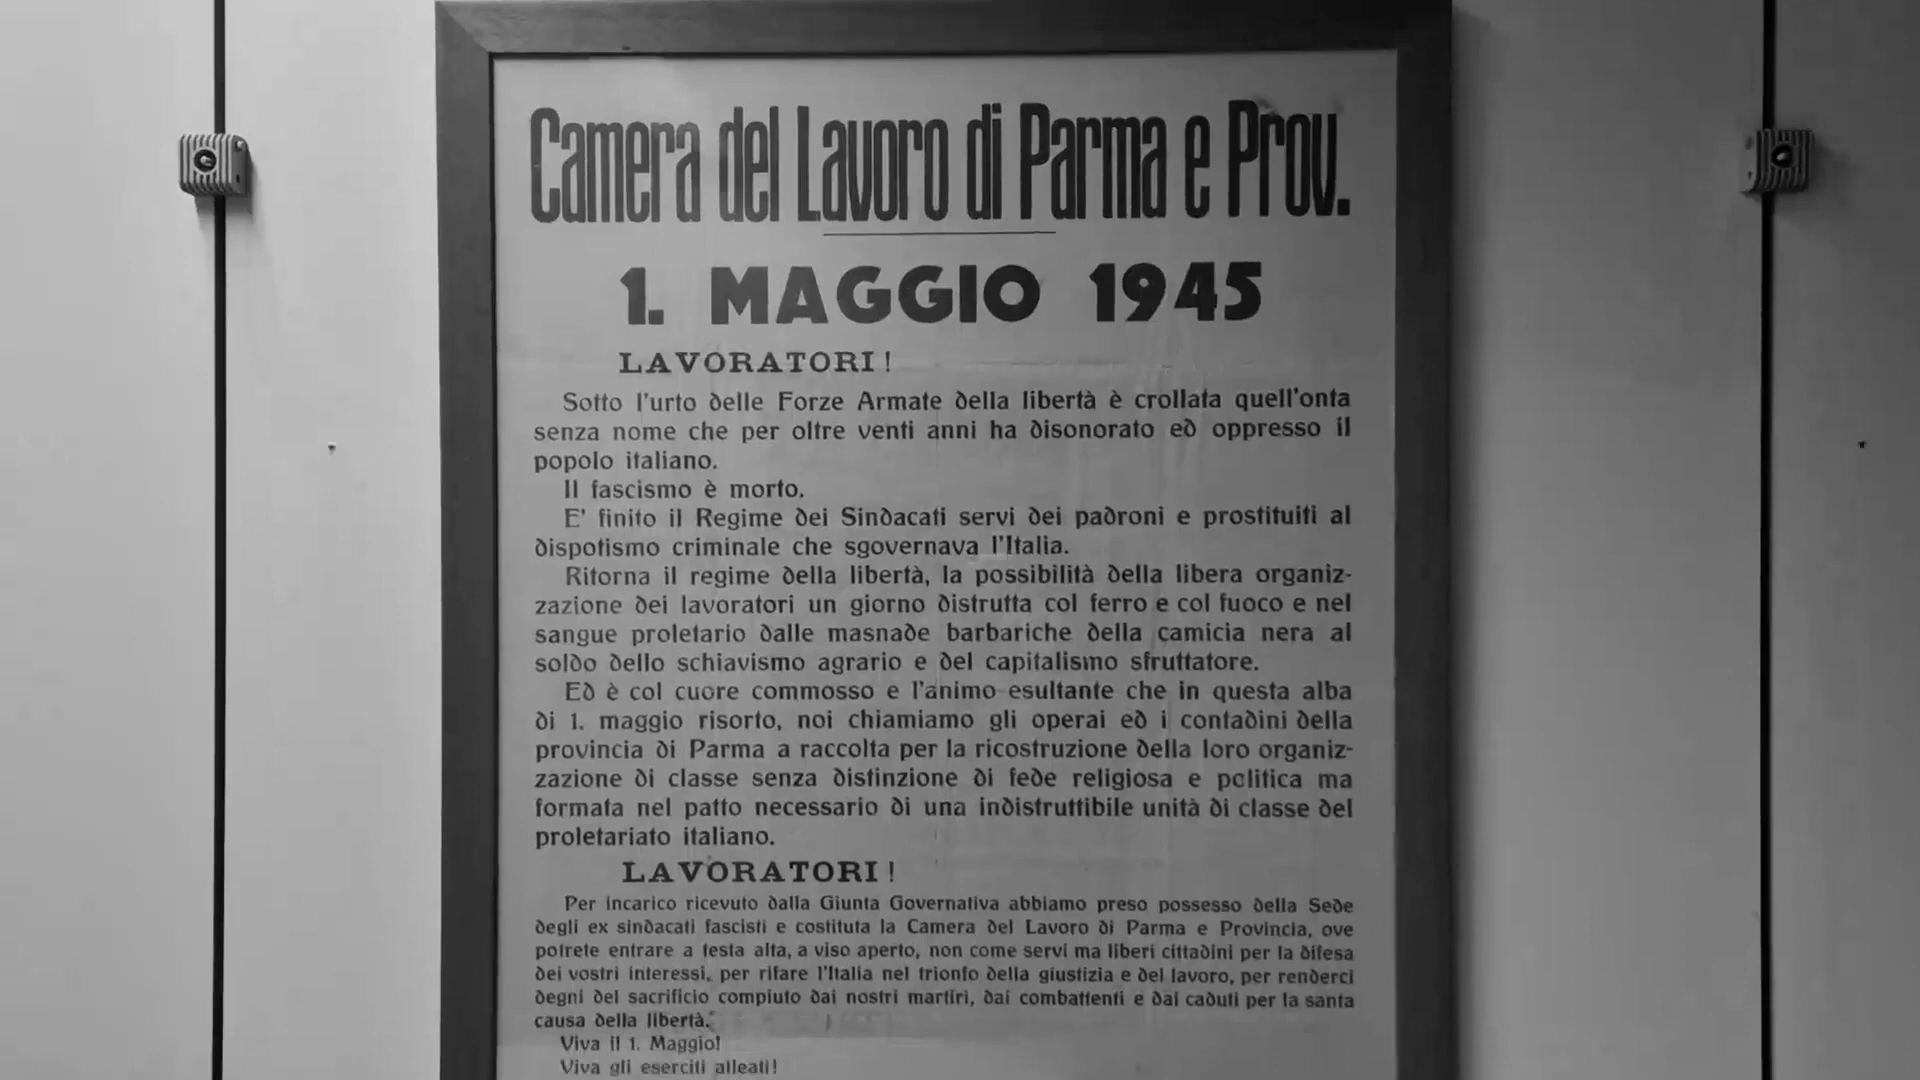 Camera del Lavoro di Parma e Prov.
1. MAGGIO 1945
LAVORATORI!
Sotto l'urto delle Forze Armate della libertà è crollata quell'onta
senza nome che per oltre venti anni ha disonorato ed oppresso il
popolo italiano.
Il fascismo è morto.
E' finito il Regime dei Sindacati servi dei padroni e prostituiti al
dispotismo criminale che sgovernava l'Italia.
Ritorna il regime della libertà, la possibilità della libera organiz-
zazione dei lavoratori un giorno distrutta col ferro e col fuoco e nel
sangue proletario dalle masnade barbariche della camicia nera al
soldo dello schiavismo agrario e del capitalismo sfruttatore.
Ed è col cuore commosso e l'animo esultante che in questa alba
di 1. maggio risorto, noi chiamiamo gli operai ed i contadini della
provincia di Parma a raccolta per la ricostruzione della loro organiz-
zazione di classe senza distinzione di fede religiosa e politica ma
formata nel patto necessario di una indistruttibile unità di classe del
proletariato italiano.
LAVORATORI!
Per incarico ricevuto dalla Giunta Governativa abbiamo preso possesso della Sede
degli ex sindacati fascisti e costituta la Camera del Lavoro di Parma e Provincia, ove
potrete entrare a testa alta, a viso aperto, non come servi ma liberi cittadini per la difesa
dei vostri interessi, per rifare l'Italia nel trionfo della giustizia e del lavoro, per renderci
degni del sacrificio compiuto dai nostri martiri, dai combattenti e dai caduti per la santa
causa della libertà.
Viva il 1. Maggio!
Viva gli eserciti alleati!